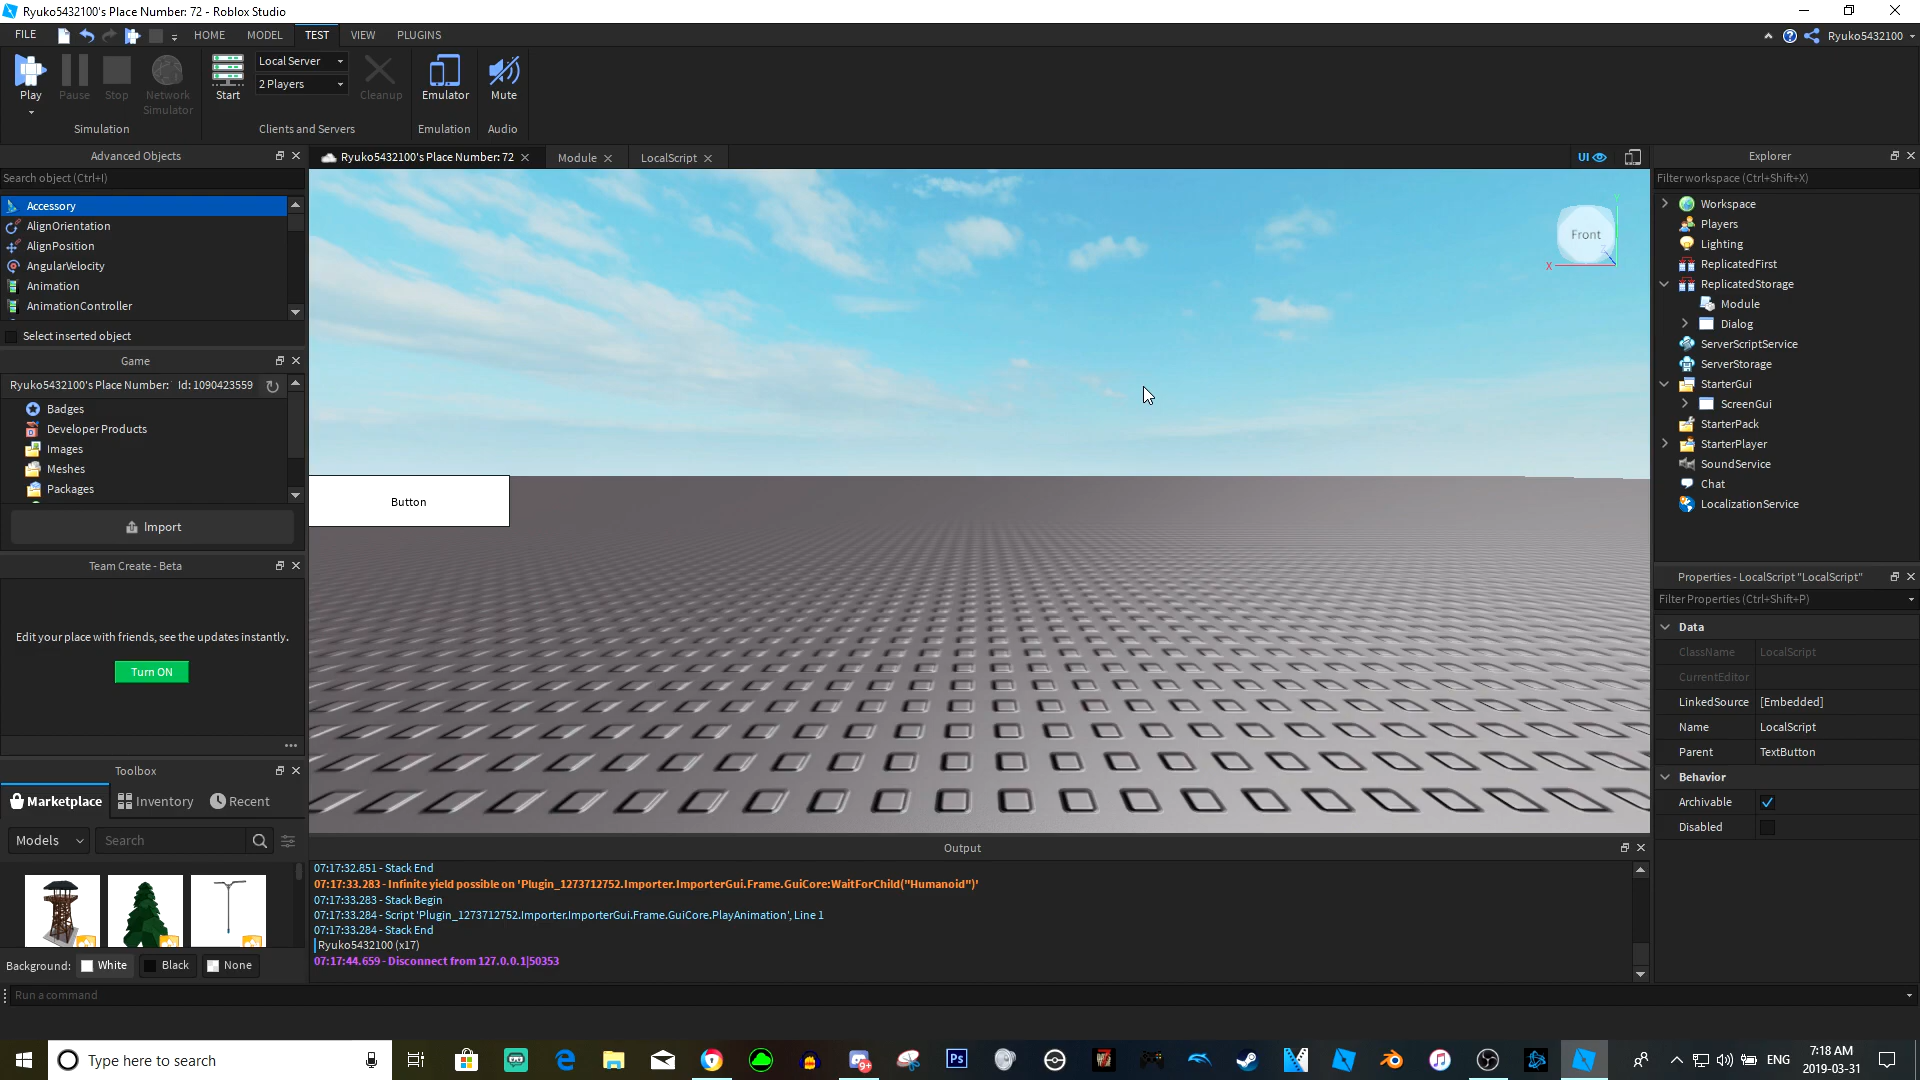 Ryuko5432100's Place Number: 72 - Roblox Studio
FILE
HOME
MODEL
TEST
VIEW
PLUGINS
Ryuko5432100
Play
Pause
Stop
Network
Simulator
Simulation
Start
Local Server
2 Players
Cleanup
Clients and Servers
Emulator
Emulation
Mute
Audio
Advanced Objects
Search object (Ctrl+I)
Accessory
AlignOrientation
AlignPosition
AngularVelocity
Animation
AnimationController
Select inserted object
Game
Ryuko5432100's Place Number: Id: 1090423559
Badges
Developer Products
Images
Meshes
Packages
Import
Team Create - Beta
Edit your place with friends, see the updates instantly.
Turn ON
Toolbox
Marketplace
Inventory
Recent
Models
Search
Background: White Black None
Run a command
Ryuko5432100's Place Number: 72
Module
LocalScript
UI
Front
X
Button
Output
07:17:32.851 - Stack End
07:17:33.283 - Infinite yield possible on 'Plugin_1273712752.Importer.ImporterGui.Frame.GuiCore:WaitForChild("Humanoid")'
07:17:33.283 - Stack Begin
07:17:33.284 - Script 'Plugin_1273712752.Importer.ImporterGui.Frame.GuiCore.PlayAnimation', Line 1
07:17:33.284 - Stack End
Ryuko5432100 (x17)
07:17:44.659 - Disconnect from 127.0.0.1|50353
Explorer
Filter workspace (Ctrl+Shift+X)
Workspace
Players
Lighting
ReplicatedFirst
ReplicatedStorage
Module
Dialog
ServerScriptService
ServerStorage
StarterGui
ScreenGui
StarterPack
StarterPlayer
SoundService
Chat
LocalizationService
Properties - LocalScript "LocalScript"
Filter Properties (Ctrl+Shift+P)
Data
ClassName LocalScript
CurrentEditor
LinkedSource [Embedded]
Name LocalScript
Parent TextButton
Behavior
Archivable
Disabled
Type here to search
Ps
9+
ENG
7:18 AM
2019-03-31